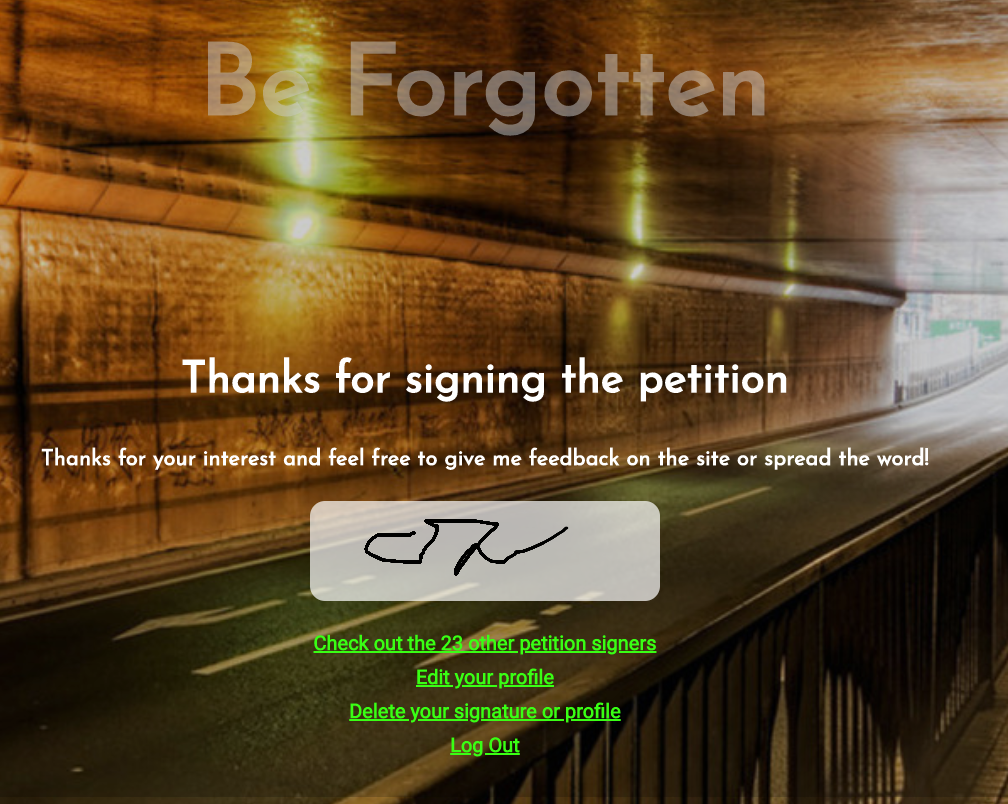 Be Forgotten
Thanks for signing the petition
Thanks for your interest and feel free to give me feedback on the site or spread the word!
Check out the 23 other petition signers
Edit your profile
Delete your signature or profile
Log Out